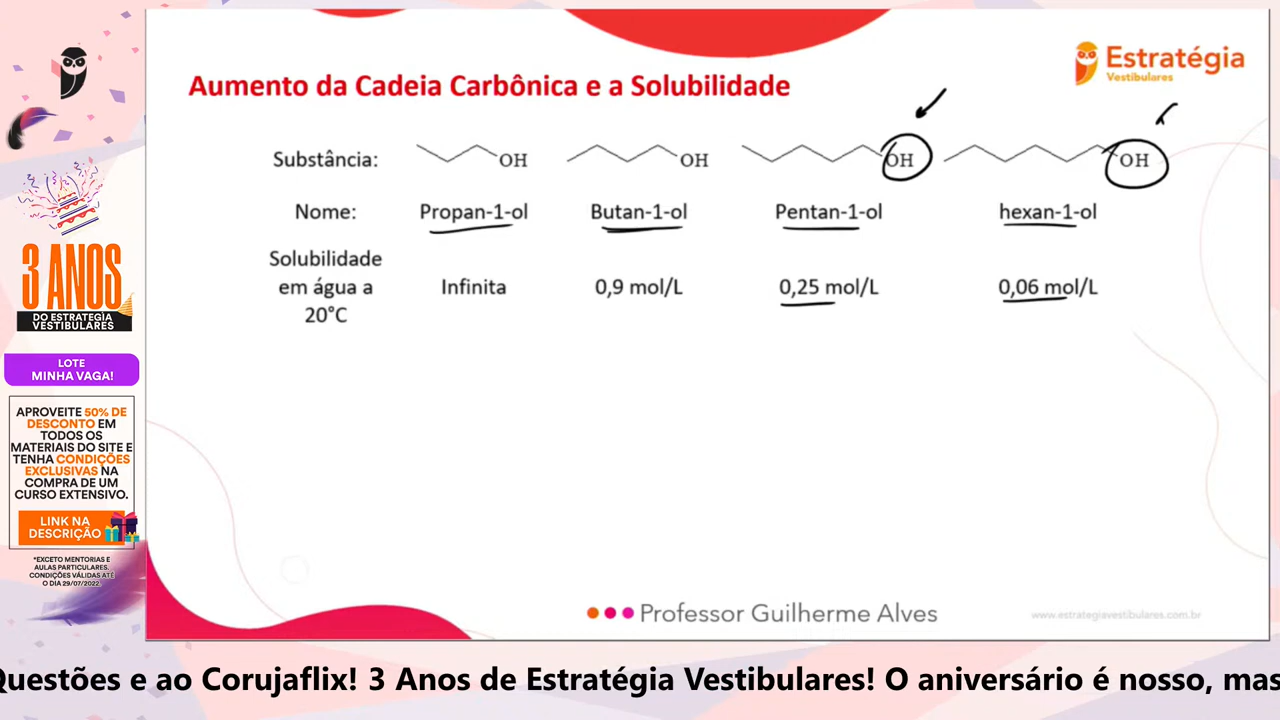 Estratégia
Vestibulares
Aumento da Cadeia Carbônica e a Solubilidade
Substância: OH OH OH OH
Nome: Propan-1-ol Butan-1-ol Pentan-1-ol hexan-1-ol
Solubilidade
em água a Infinita 0,9 mol/L 0,25 mol/L 0,06 mol/L
20°C
3 ANOS
DO ESTRATÉGIA
VESTIBULARES
LOTE
MINHA VAGA!
APROVEITE 50% DE
DESCONTO EM
TODOS OS
MATERIAIS DO SITE E
TENHA CONDIÇÕES
EXCLUSIVAS NA
COMPRA DE UM
CURSO EXTENSIVO.
LINK NA
DESCRIÇÃO
*EXCETO MENTORIAS E
AULAS PARTICULARES.
CONDIÇÕES VÁLIDAS ATÉ
O DIA 29/07/2022.
Professor Guilherme Alves
www.estrategiavestibulares.com.br
Questões e ao Corujaflix! 3 Anos de Estratégia Vestibulares! O aniversário é nosso, mas